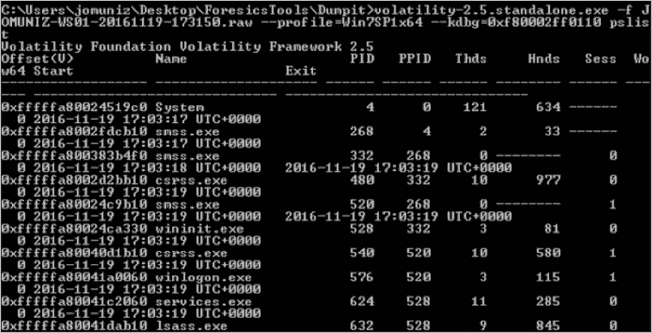 C:\Users\jomuniz\Desktop\ForesicsTools\Dumpit>volatility-2.5.standalone.exe -f J
OMUNIZ-WS01-20161119-173150.raw --profile=Win7SP1x64 --kdbg=0xf80002ff0110 pslis
t
Volatility Foundation Volatility Framework 2.5
Offset(V) Name PID PPID Thds Hnds Sess Wo
w64 Start Exit
------------------ -------------------- ------ ------ ------ -------- ------ ---
--- ------------------------------ ------------------------------
0xfffffa80024519c0 System 4 0 121 634 ------
0 2016-11-19 17:03:17 UTC+0000
0xfffffa8002fdcb10 smss.exe 268 4 2 33 ------
0 2016-11-19 17:03:17 UTC+0000
0xfffffa800383b4f0 smss.exe 332 268 0 -------- 0
0 2016-11-19 17:03:18 UTC+0000 2016-11-19 17:03:19 UTC+0000
0xfffffa8002d2bb10 csrss.exe 480 332 10 977 0
0 2016-11-19 17:03:19 UTC+0000
0xfffffa80024c9b10 smss.exe 520 268 0 -------- 1
0 2016-11-19 17:03:19 UTC+0000 2016-11-19 17:03:19 UTC+0000
0xfffffa80024ca330 wininit.exe 528 332 3 81 0
0 2016-11-19 17:03:19 UTC+0000
0xfffffa80040d1b10 csrss.exe 540 520 10 580 1
0 2016-11-19 17:03:19 UTC+0000
0xfffffa80041a0060 winlogon.exe 576 520 3 115 1
0 2016-11-19 17:03:19 UTC+0000
0xfffffa80041c2060 services.exe 624 528 11 285 0
0 2016-11-19 17:03:19 UTC+0000
0xfffffa80041dab10 lsass.exe 632 528 9 845 0